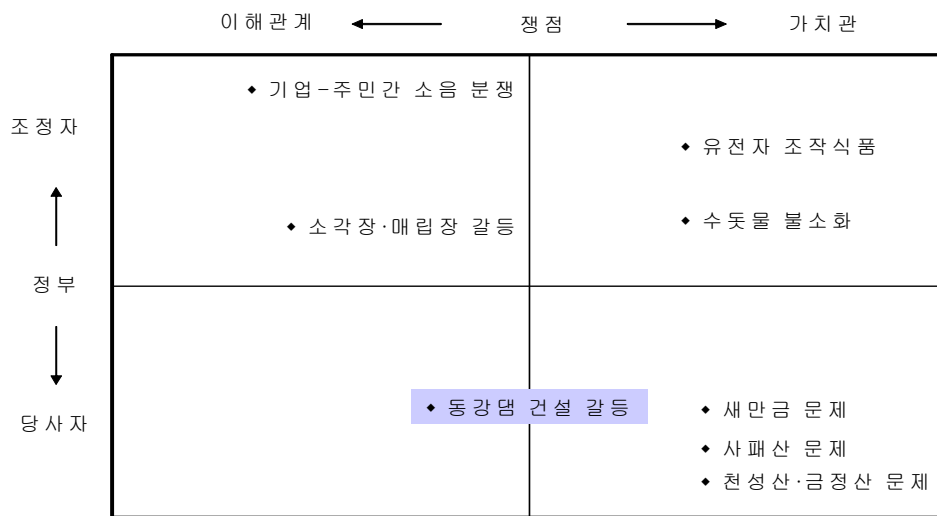 이해관계 쟁점 가치관
◆ 기업-주민간 소음 분쟁
조정자
◆ 유전자 조작식품
◆ 소각장·매립장 갈등
◆ 수돗물 불소화
정부
◆ 동강댐 건설 갈등
◆ 새만금 문제
당사자
◆ 사패산 문제
◆ 천성산·금정산 문제